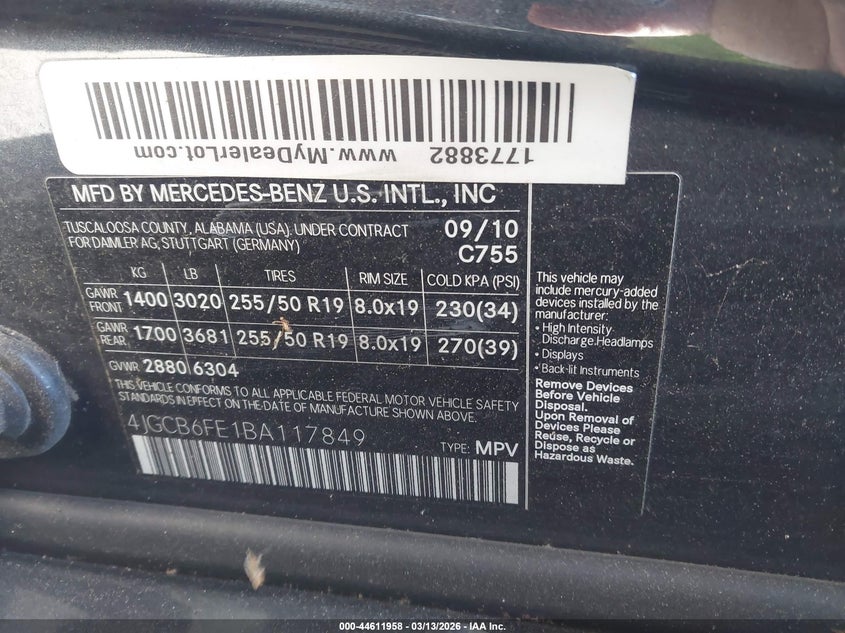 1773882
www.MyDealerLot.com
MFD BY MERCEDES-BENZ U.S. INTL., INC
TUSCALOOSA COUNTY, ALABAMA (USA). UNDER CONTRACT
FOR DAIMLER AG, STUTTGART (GERMANY)
09/10
C755
KG LB TIRES RIM SIZE COLD KPA (PSI)
GAWR FRONT 1400 3020 255/50 R19 8.0x19 230(34)
GAWR REAR 1700 3681 255/50 R19 8.0x19 270(39)
GVWR 2880 6304
THIS VEHICLE CONFORMS TO ALL APPLICABLE FEDERAL MOTOR VEHICLE SAFETY
STANDARDS IN EFFECT ON THE DATE OF MANUFACTURE SHOWN ABOVE.
4JGCB6FE1BA117849
TYPE: MPV
This vehicle may
include mercury-added
devices installed by the
manufacturer:
• High Intensity
Discharge Headlamps
• Displays
• Back-lit Instruments
Remove Devices
Before Vehicle
Disposal.
Upon Removal of
Devices Please
Reuse, Recycle or
Dispose as
Hazardous Waste.
000-44611958 - 03/13/2026 - IAA Inc.